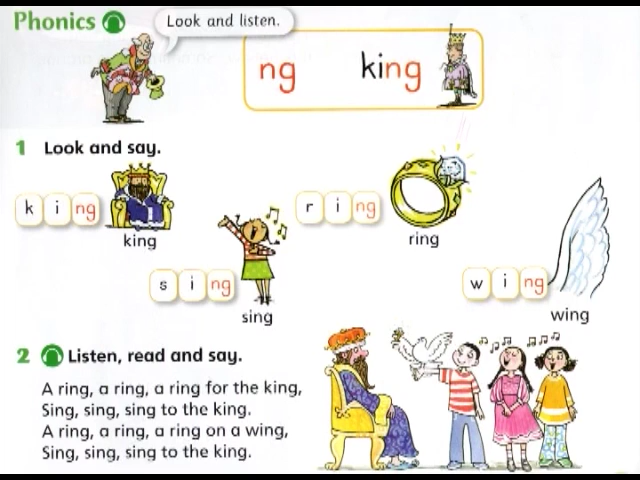 Phonics
Look and listen.
ng king
1 Look and say.
k i ng
king
s i ng
sing
r i ng
ring
w i ng
wing
2 Listen, read and say.
A ring, a ring, a ring for the king,
Sing, sing, sing to the king.
A ring, a ring, a ring on a wing,
Sing, sing, sing to the king.